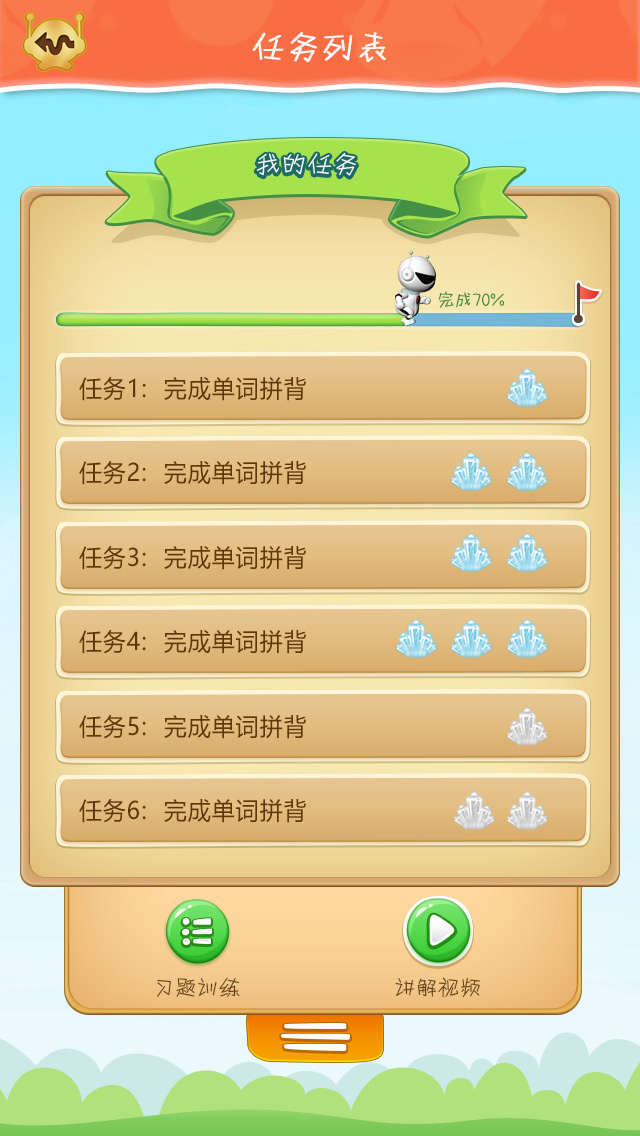 任务列表
我的任务
完成70%
任务1：完成单词拼背
任务2：完成单词拼背
任务3：完成单词拼背
任务4：完成单词拼背
任务5：完成单词拼背
任务6：完成单词拼背
习题训练
讲解视频